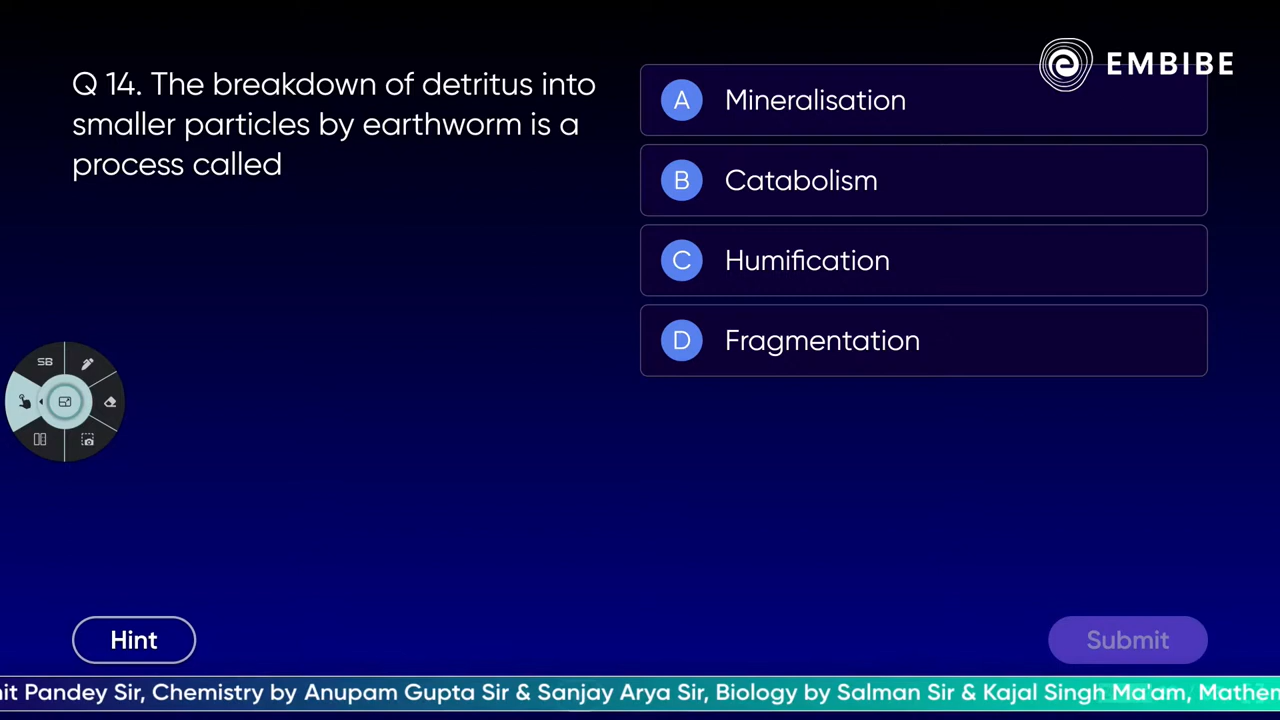 EMBIBE
Q 14. The breakdown of detritus into
smaller particles by earthworm is a
process called
A Mineralisation
B Catabolism
C Humification
D Fragmentation
SB
Hint
Submit
Pandey Sir, Chemistry by Anupam Gupta Sir & Sanjay Arya Sir, Biology by Salman Sir & Kajal Singh Ma'am,